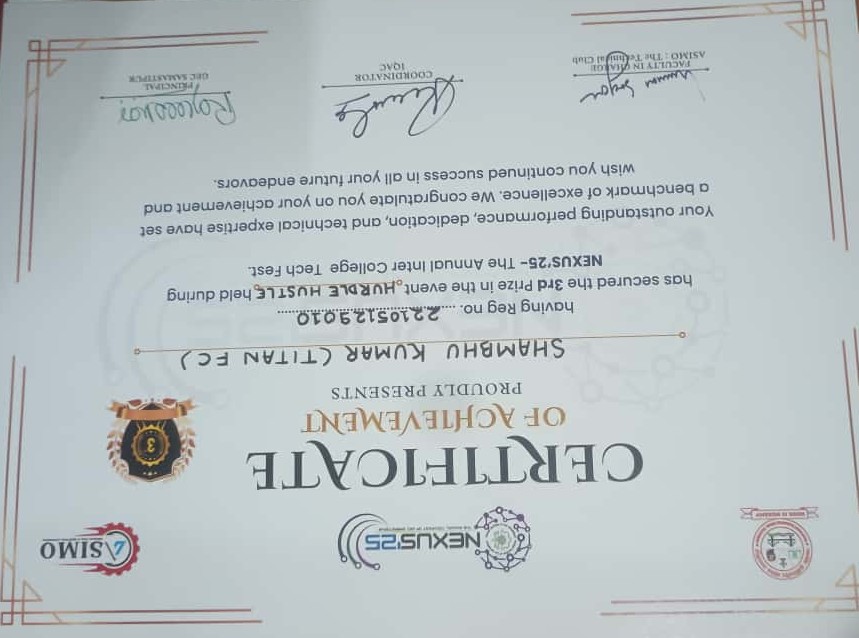 NEXUS'25
ASIMO
CERTIFICATE
3
OF ACHIEVEMENT
PROUDLY PRESENTS
SHAMBHU KUMAR (TITAN FC)
having Reg no. ....22105129010....
has secured the 3rd Prize in the event HURDLE HUSTLE held during
NEXUS'25- The Annual Inter College Tech Fest.
Your outstanding performance, dedication, and technical expertise have set
a benchmark of excellence. We congratulate you on your achievement and
wish you continued success in all your future endeavors.
FACULTY IN CHARGE
ASIMO : The Technical Club
COORDINATOR
IQAC
PRINCIPAL
GEC SAMASTIPUR
WORK IS WORSHIP